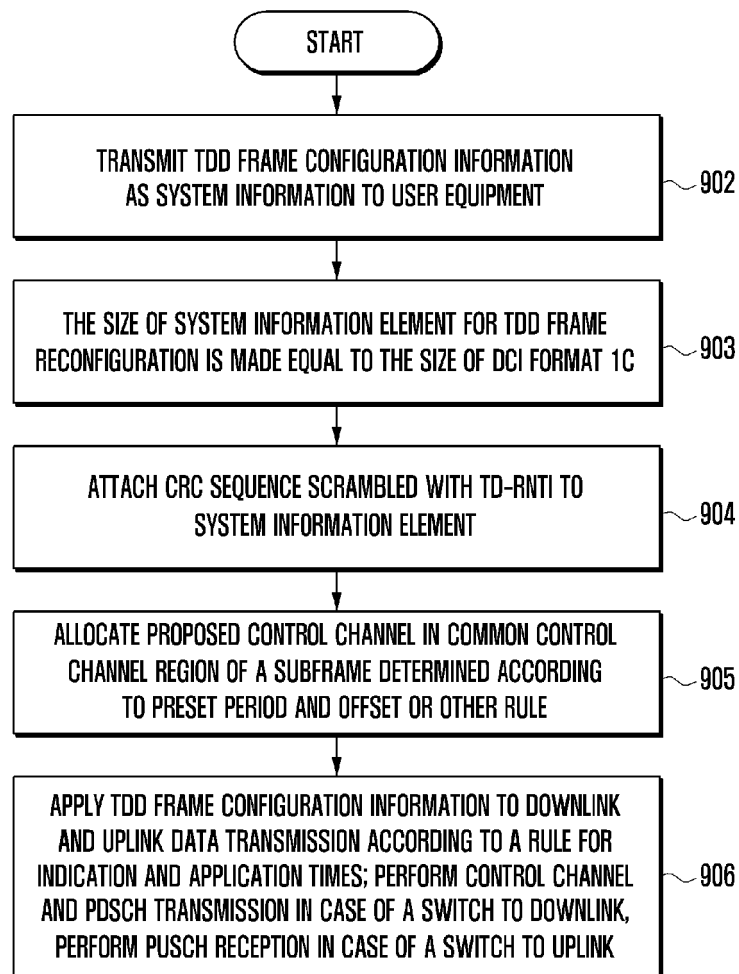 START
TRANSMIT TDD FRAME CONFIGURATION INFORMATION
AS SYSTEM INFORMATION TO USER EQUIPMENT
902
THE SIZE OF SYSTEM INFORMATION ELEMENT FOR TDD FRAME
RECONFIGURATION IS MADE EQUAL TO THE SIZE OF DCI FORMAT 1C
903
ATTACH CRC SEQUENCE SCRAMBLED WITH TD-RNTI TO
SYSTEM INFORMATION ELEMENT
904
ALLOCATE PROPOSED CONTROL CHANNEL IN COMMON CONTROL
CHANNEL REGION OF A SUBFRAME DETERMINED ACCORDING
TO PRESET PERIOD AND OFFSET OR OTHER RULE
905
APPLY TDD FRAME CONFIGURATION INFORMATION TO DOWNLINK
AND UPLINK DATA TRANSMISSION ACCORDING TO A RULE FOR
INDICATION AND APPLICATION TIMES; PERFORM CONTROL CHANNEL
AND PDSCH TRANSMISSION IN CASE OF A SWITCH TO DOWNLINK,
PERFORM PUSCH RECEPTION IN CASE OF A SWITCH TO UPLINK
906